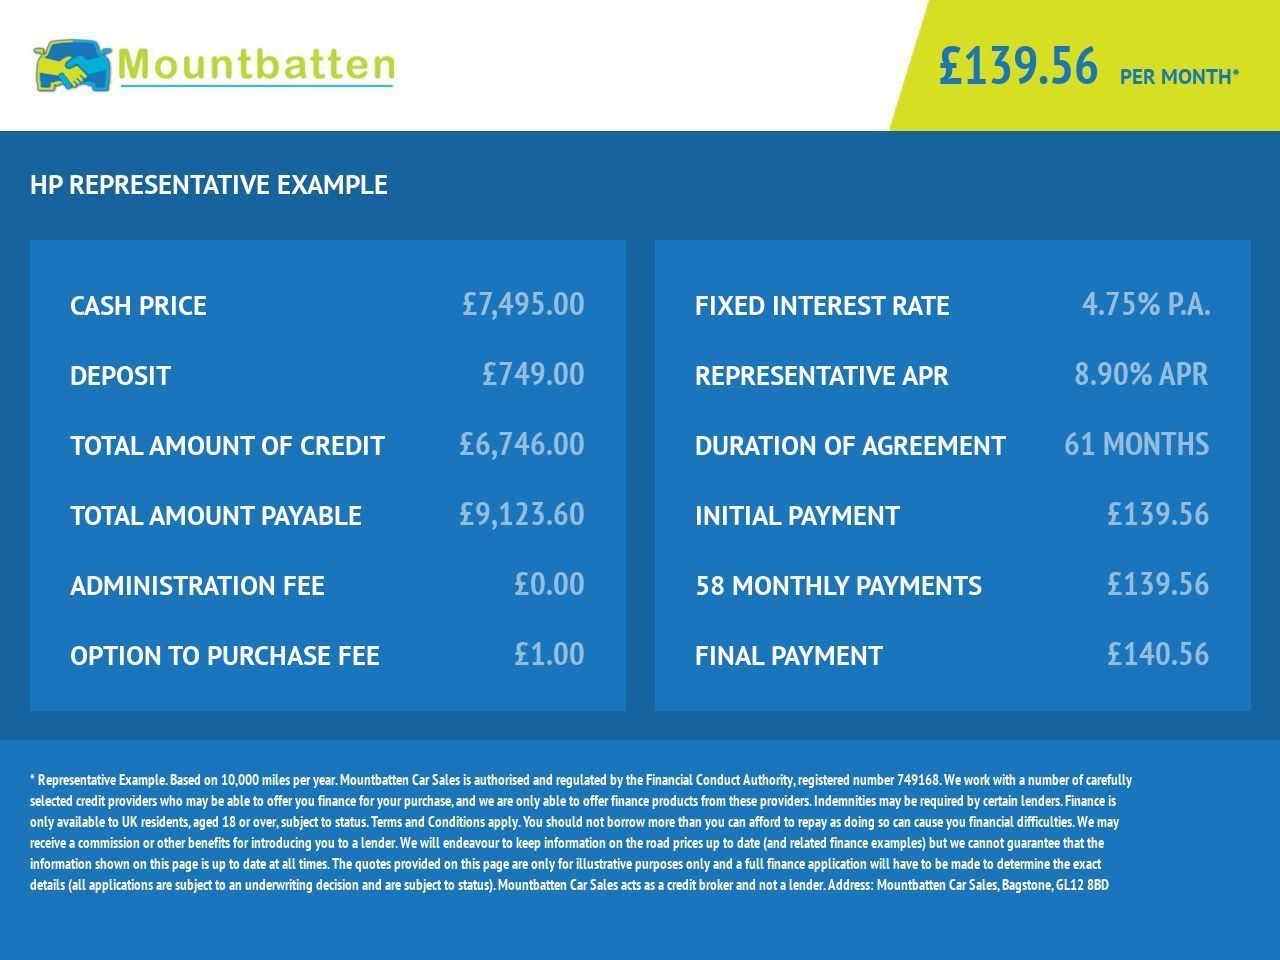 Mountbatten
£139.56 PER MONTH*
HP REPRESENTATIVE EXAMPLE
CASH PRICE £7,495.00
DEPOSIT £749.00
TOTAL AMOUNT OF CREDIT £6,746.00
TOTAL AMOUNT PAYABLE £9,123.60
ADMINISTRATION FEE £0.00
OPTION TO PURCHASE FEE £1.00
FIXED INTEREST RATE 4.75% P.A.
REPRESENTATIVE APR 8.90% APR
DURATION OF AGREEMENT 61 MONTHS
INITIAL PAYMENT £139.56
58 MONTHLY PAYMENTS £139.56
FINAL PAYMENT £140.56
* Representative Example. Based on 10,000 miles per year. Mountbatten Car Sales is authorised and regulated by the Financial Conduct Authority, registered number 749168. We work with a number of carefully
selected credit providers who may be able to offer you finance for your purchase, and we are only able to offer finance products from these providers. Indemnities may be required by certain lenders. Finance is
only available to UK residents, aged 18 or over, subject to status. Terms and Conditions apply. You should not borrow more than you can afford to repay as doing so can cause you financial difficulties. We may
receive a commission or other benefits for introducing you to a lender. We will endeavour to keep information on the road prices up to date (and related finance examples) but we cannot guarantee that the
information shown on this page is up to date at all times. The quotes provided on this page are only for illustrative purposes only and a full finance application will have to be made to determine the exact
details (all applications are subject to an underwriting decision and are subject to status). Mountbatten Car Sales acts as a credit broker and not a lender. Address: Mountbatten Car Sales, Bagstone, GL12 8BD